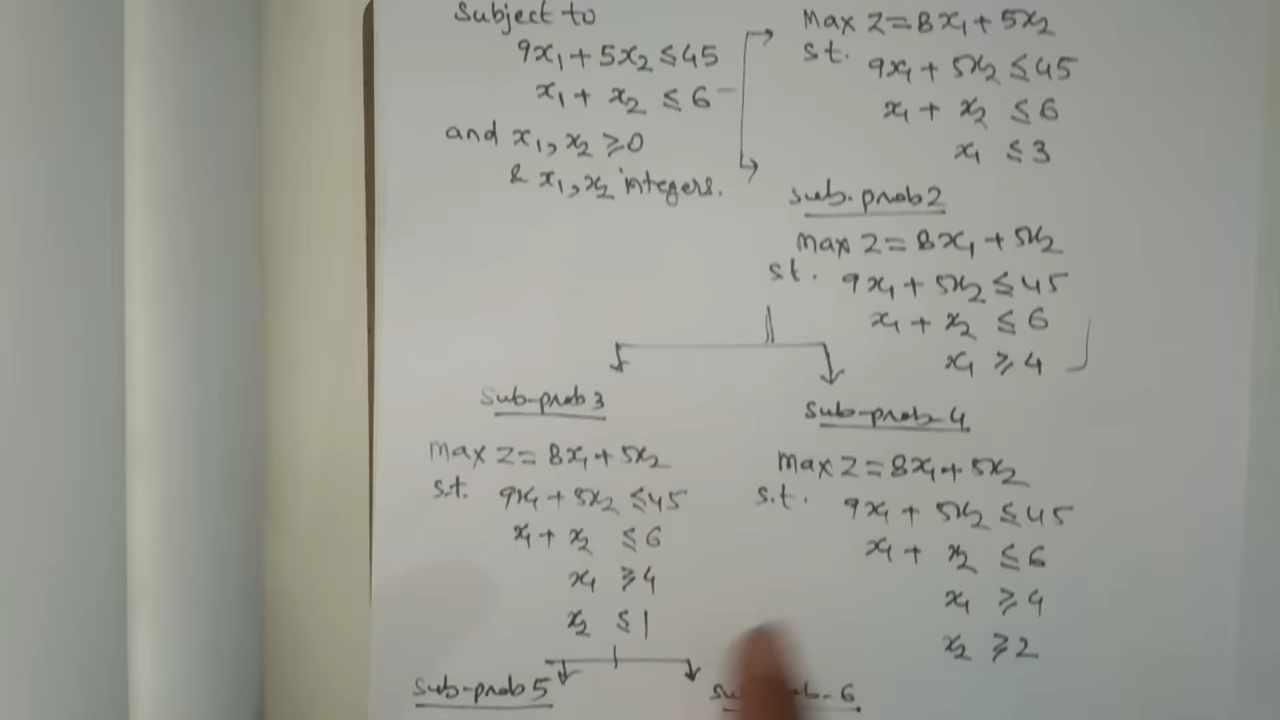 Subject to
9x₁ + 5x₂ ≤ 45
x₁ + x₂ ≤ 6
and x₁, x₂ ≥ 0
& x₁, x₂ integers.
Max Z = 8x₁ + 5x₂
st. 9x₁ + 5x₂ ≤ 45
x₁ + x₂ ≤ 6
x₁ ≤ 3
Sub-prob 2
max Z = 8x₁ + 5x₂
st. 9x₁ + 5x₂ ≤ 45
x₁ + x₂ ≤ 6
x₁ ≥ 4
Sub-prob 3
max Z = 8x₁ + 5x₂
s.t. 9x₁ + 5x₂ ≤ 45
x₁ + x₂ ≤ 6
x₁ ≥ 4
x₂ ≤ 1
Sub-prob-4
max Z = 8x₁ + 5x₂
s.t. 9x₁ + 5x₂ ≤ 45
x₁ + x₂ ≤ 6
x₁ ≥ 4
x₂ ≥ 2
Sub-prob 5
6